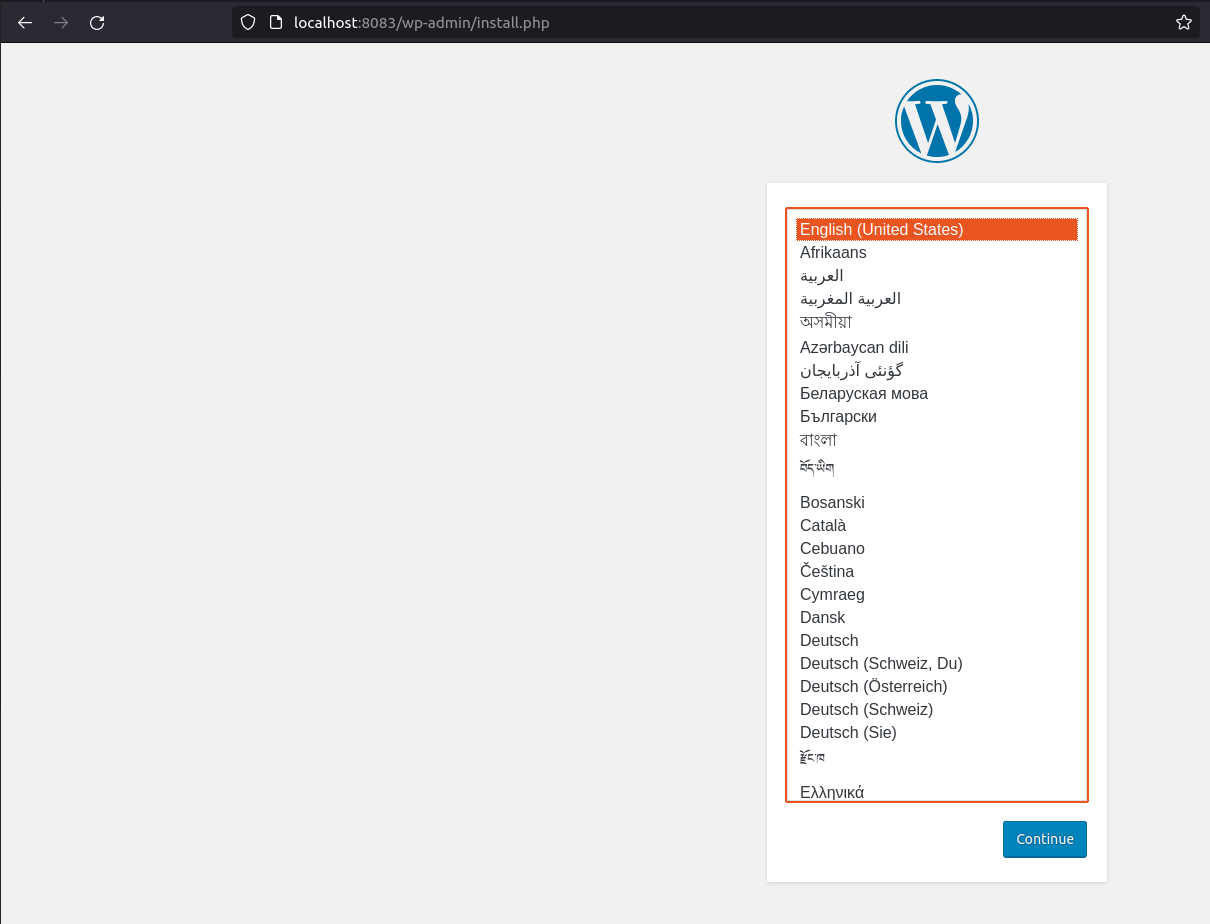 localhost:8083/wp-admin/install.php
English (United States)
Afrikaans
العربية
العربية المغربية
অসমীয়া
Azərbaycan dili
گؤنئی آذربایجان
Беларуская мова
Български
বাংলা
བོད་ཡིག
Bosanski
Català
Cebuano
Čeština
Cymraeg
Dansk
Deutsch
Deutsch (Schweiz, Du)
Deutsch (Österreich)
Deutsch (Schweiz)
Deutsch (Sie)
རྫོང་ཁ
Ελληνικά
Continue